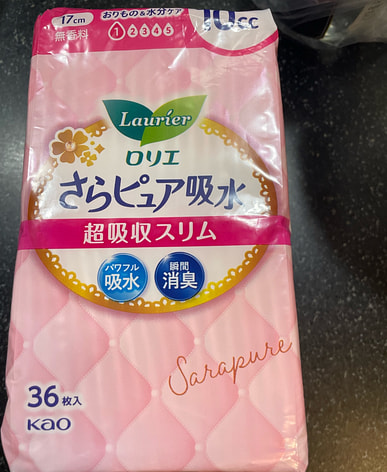 17cm
無香料
おりもの&水分ケア
1 2 3 4 5
10cc
Laurier
ロリエ
さらピュア吸水
超吸収スリム
パワフル
吸水
瞬間
消臭
Sarapure
36枚入
Kao